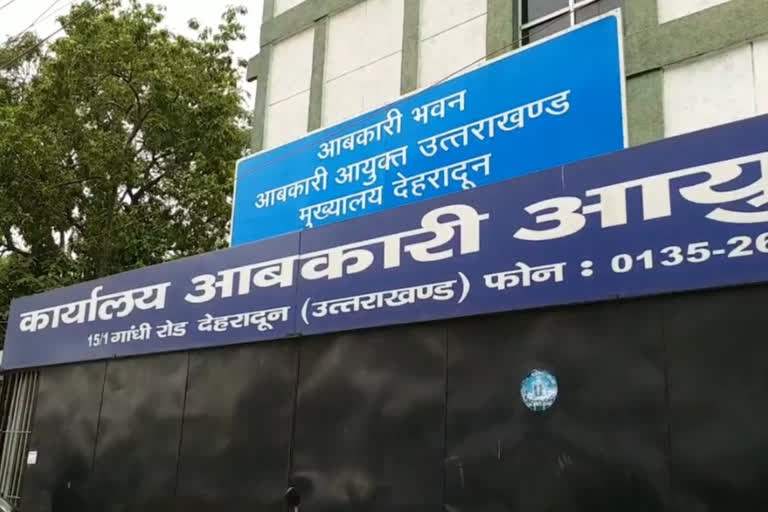 आबकारी भवन
आबकारी आयुक्त उत्तराखण्ड
मुख्यालय देहरादून
कार्यालय आबकारी आयु
15/1 गांधी रोड देहरादून (उत्तराखण्ड) फोन : 0135-26